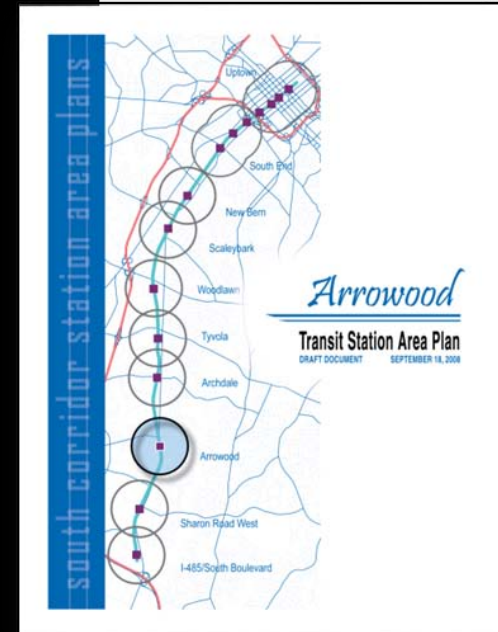 south corridor station area plans
Uptown
South End
New Bern
Scaleybark
Woodlawn
Tyvola
Archdale
Arrowood
Sharon Road West
I-485/South Boulevard
Arrowood
Transit Station Area Plan
DRAFT DOCUMENT SEPTEMBER 18, 2008